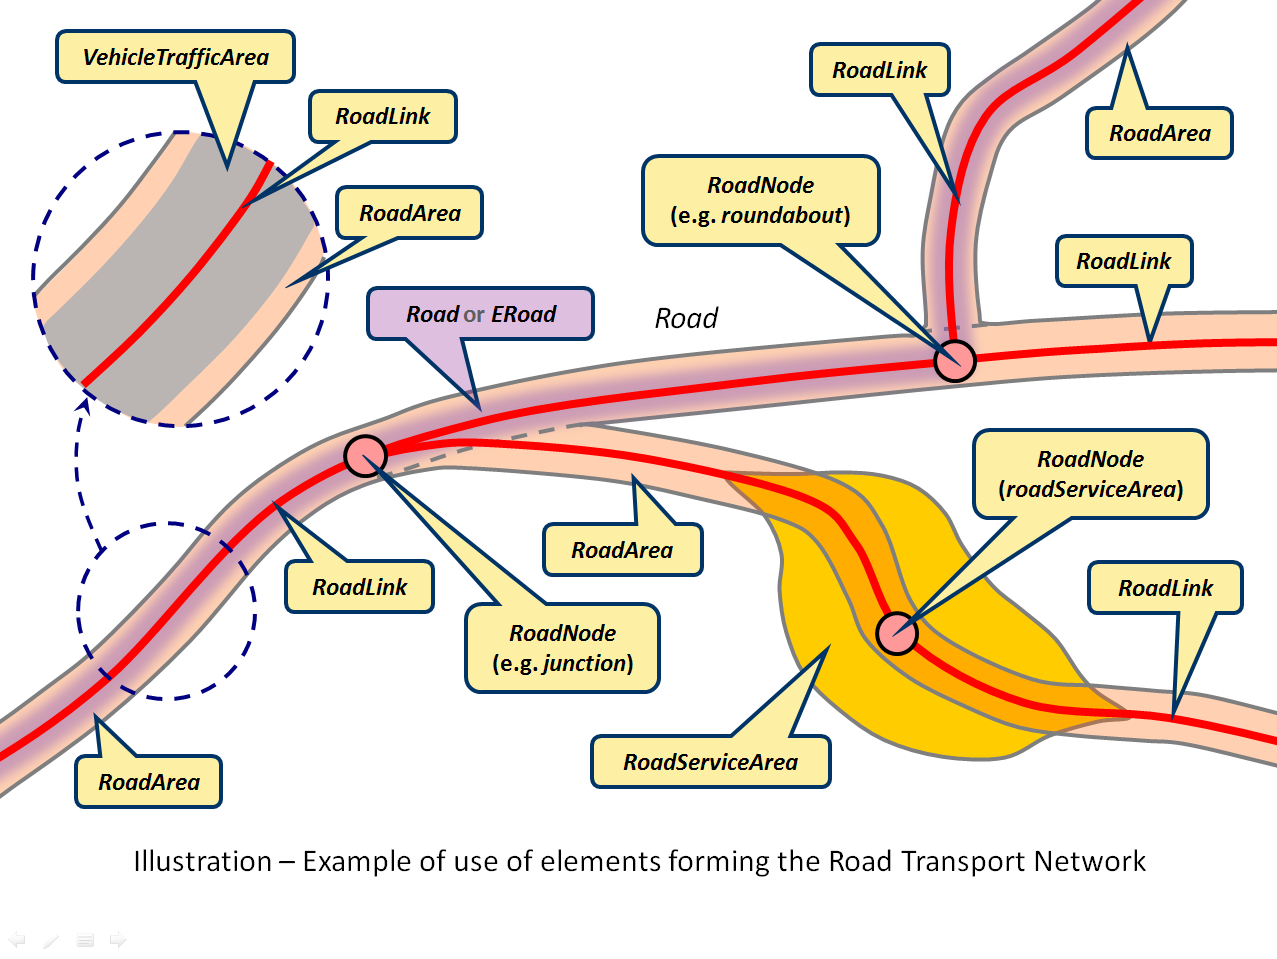 VehicleTrafficArea
RoadLink
RoadArea
RoadLink
RoadArea
RoadNode
(e.g. roundabout)
RoadLink
Road or ERoad
Road
RoadNode
(roadServiceArea)
RoadArea
RoadLink
RoadLink
RoadNode
(e.g. junction)
RoadServiceArea
RoadArea
Illustration – Example of use of elements forming the Road Transport Network